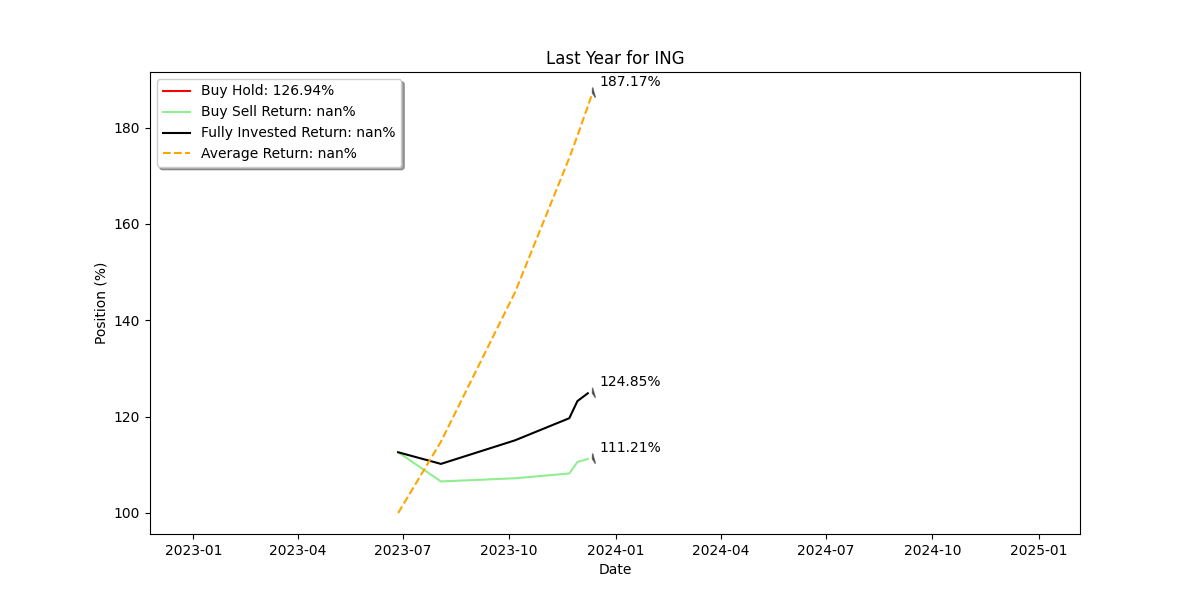 Last Year for ING
Buy Hold: 126.94%
Buy Sell Return: nan%
Fully Invested Return: nan%
Average Return: nan%
187.17%
124.85%
111.21%
Position (%)
180
160
140
120
100
2023-01 2023-04 2023-07 2023-10 2024-01 2024-04 2024-07 2024-10 2025-01
Date